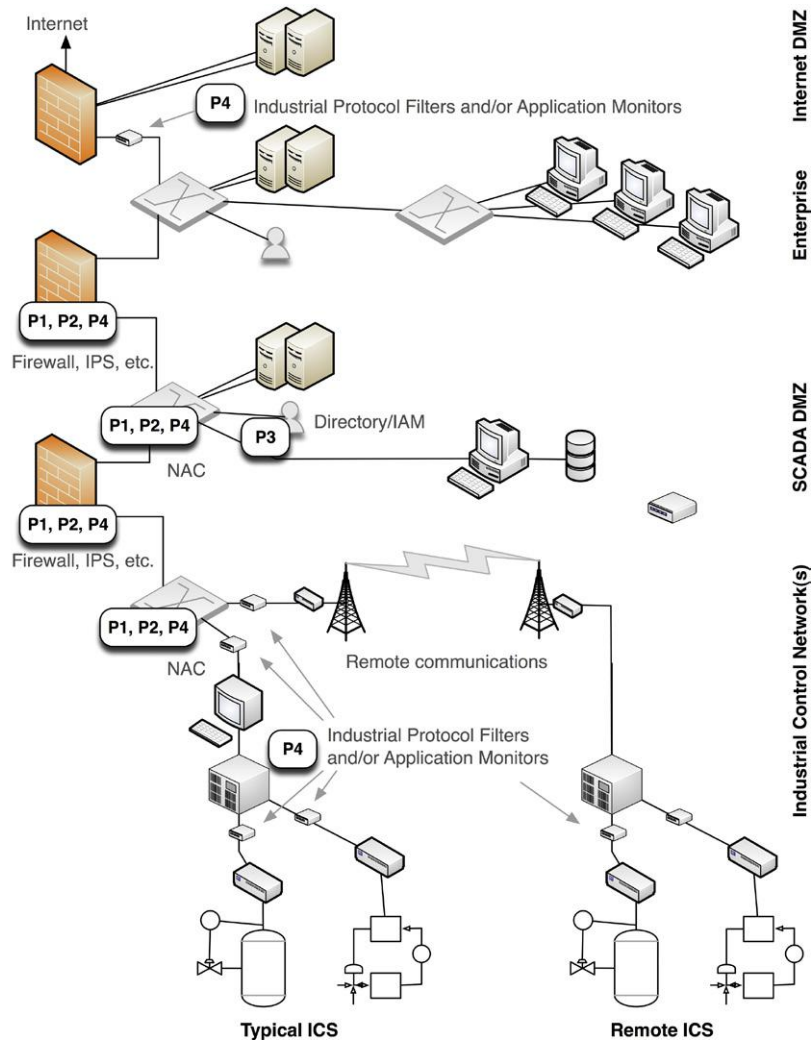 Internet
P4
Industrial Protocol Filters and/or Application Monitors
Internet DMZ
Enterprise
P1, P2, P4
Firewall, IPS, etc.
P1, P2, P4
NAC
P3
Directory/IAM
SCADA DMZ
P1, P2, P4
Firewall, IPS, etc.
P1, P2, P4
NAC
Remote communications
P4
Industrial Protocol Filters
and/or Application Monitors
Industrial Control Network(s)
Typical ICS
Remote ICS